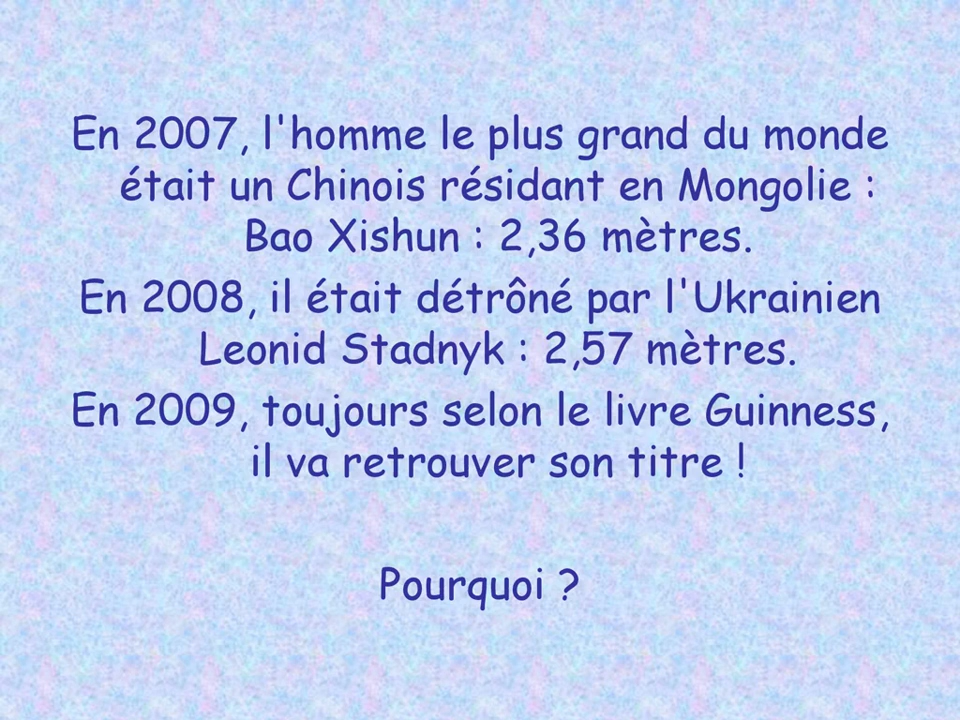 En 2007, l'homme le plus grand du monde
était un Chinois résidant en Mongolie :
Bao Xishun : 2,36 mètres.
En 2008, il était détrôné par l'Ukrainien
Leonid Stadnyk : 2,57 mètres.
En 2009, toujours selon le livre Guinness,
il va retrouver son titre !
Pourquoi ?